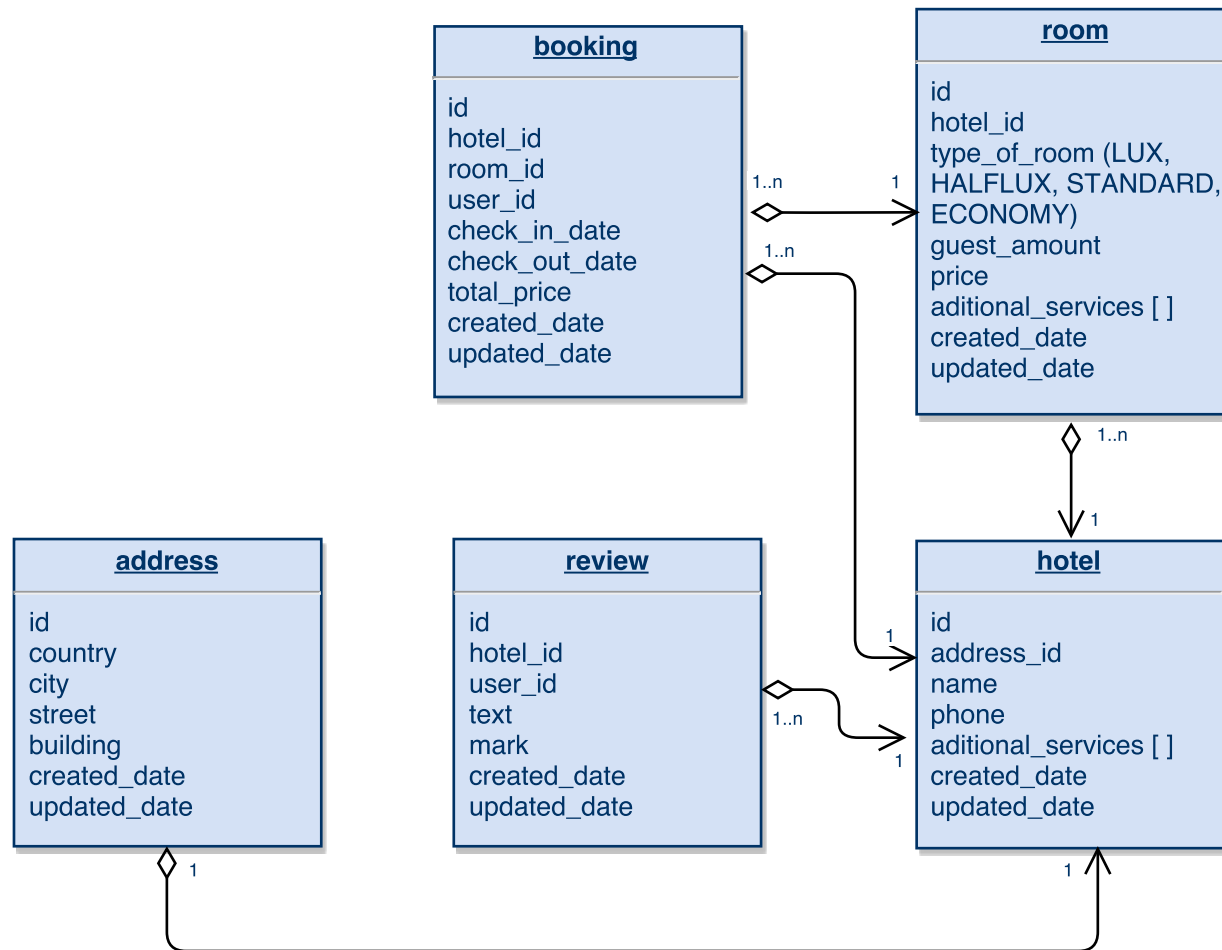 booking
id
hotel_id
room_id
user_id
check_in_date
check_out_date
total_price
created_date
updated_date
room
id
hotel_id
type_of_room (LUX,
HALFLUX, STANDARD,
ECONOMY)
guest_amount
price
aditional_services [ ]
created_date
updated_date
1..n
1
1..n
1
1..n
1
address
id
country
city
street
building
created_date
updated_date
1
review
id
hotel_id
user_id
text
mark
created_date
updated_date
1..n
1
hotel
id
address_id
name
phone
aditional_services [ ]
created_date
updated_date
1